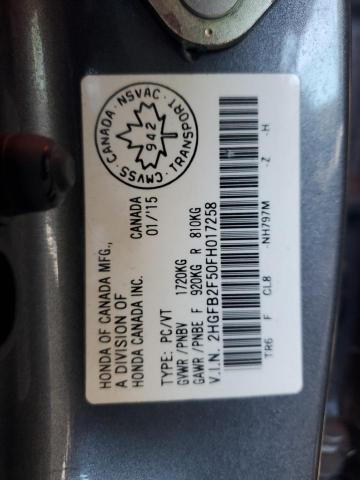 HONDA OF CANADA MFG.,
A DIVISION OF
HONDA CANADA INC.
CANADA
01/'15
CMVSS · CANADA · NSVAC · TRANSPORT ·
942
TYPE: PC/VT
GVWR/PNBV 1720KG
GAWR/PNBE F 920KG R 810KG
V.I.N. 2HGFB2F50FH017258
TR6 F CL8 -NH797M -Z -H